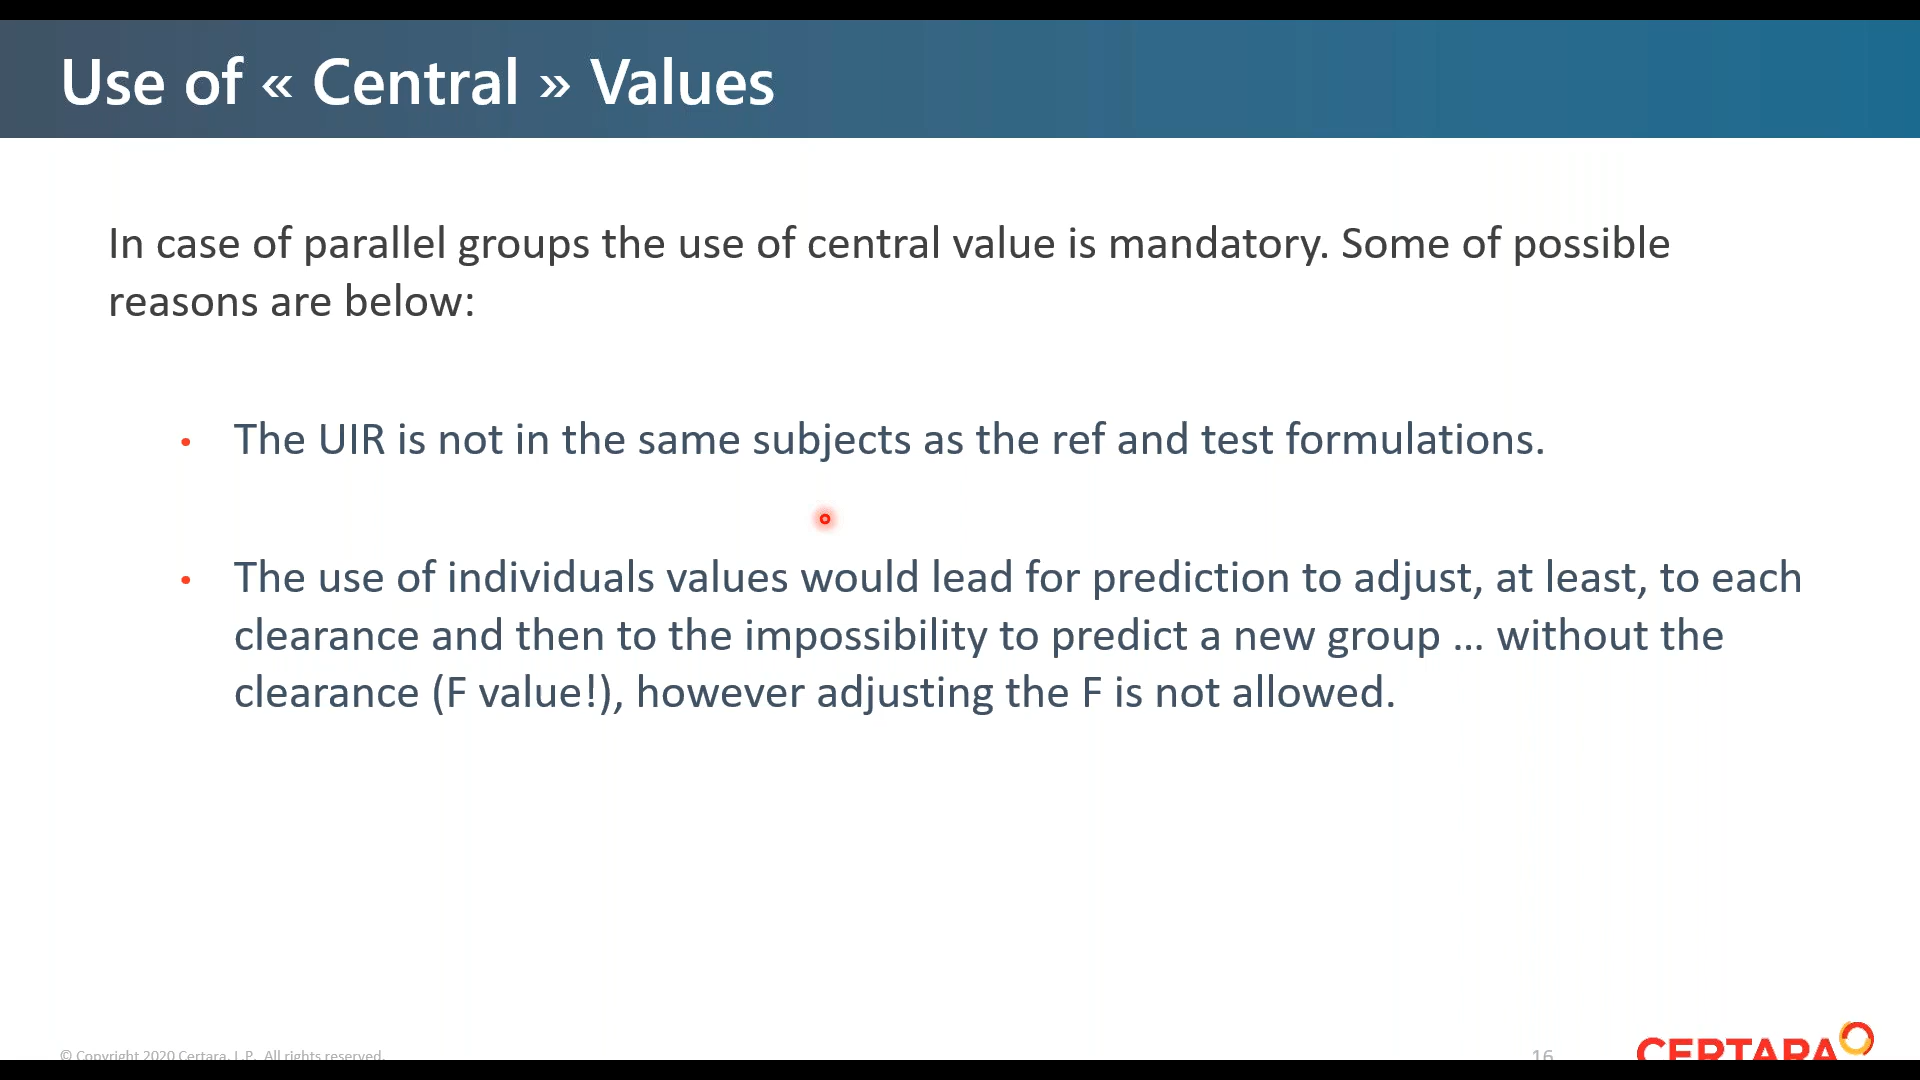 Use of « Central » Values
In case of parallel groups the use of central value is mandatory. Some of possible
reasons are below:
• The UIR is not in the same subjects as the ref and test formulations.
• The use of individuals values would lead for prediction to adjust, at least, to each
clearance and then to the impossibility to predict a new group ... without the
clearance (F value!), however adjusting the F is not allowed.
© Copyright 2020 Certara, L.P. All rights reserved.
16
CERTARA